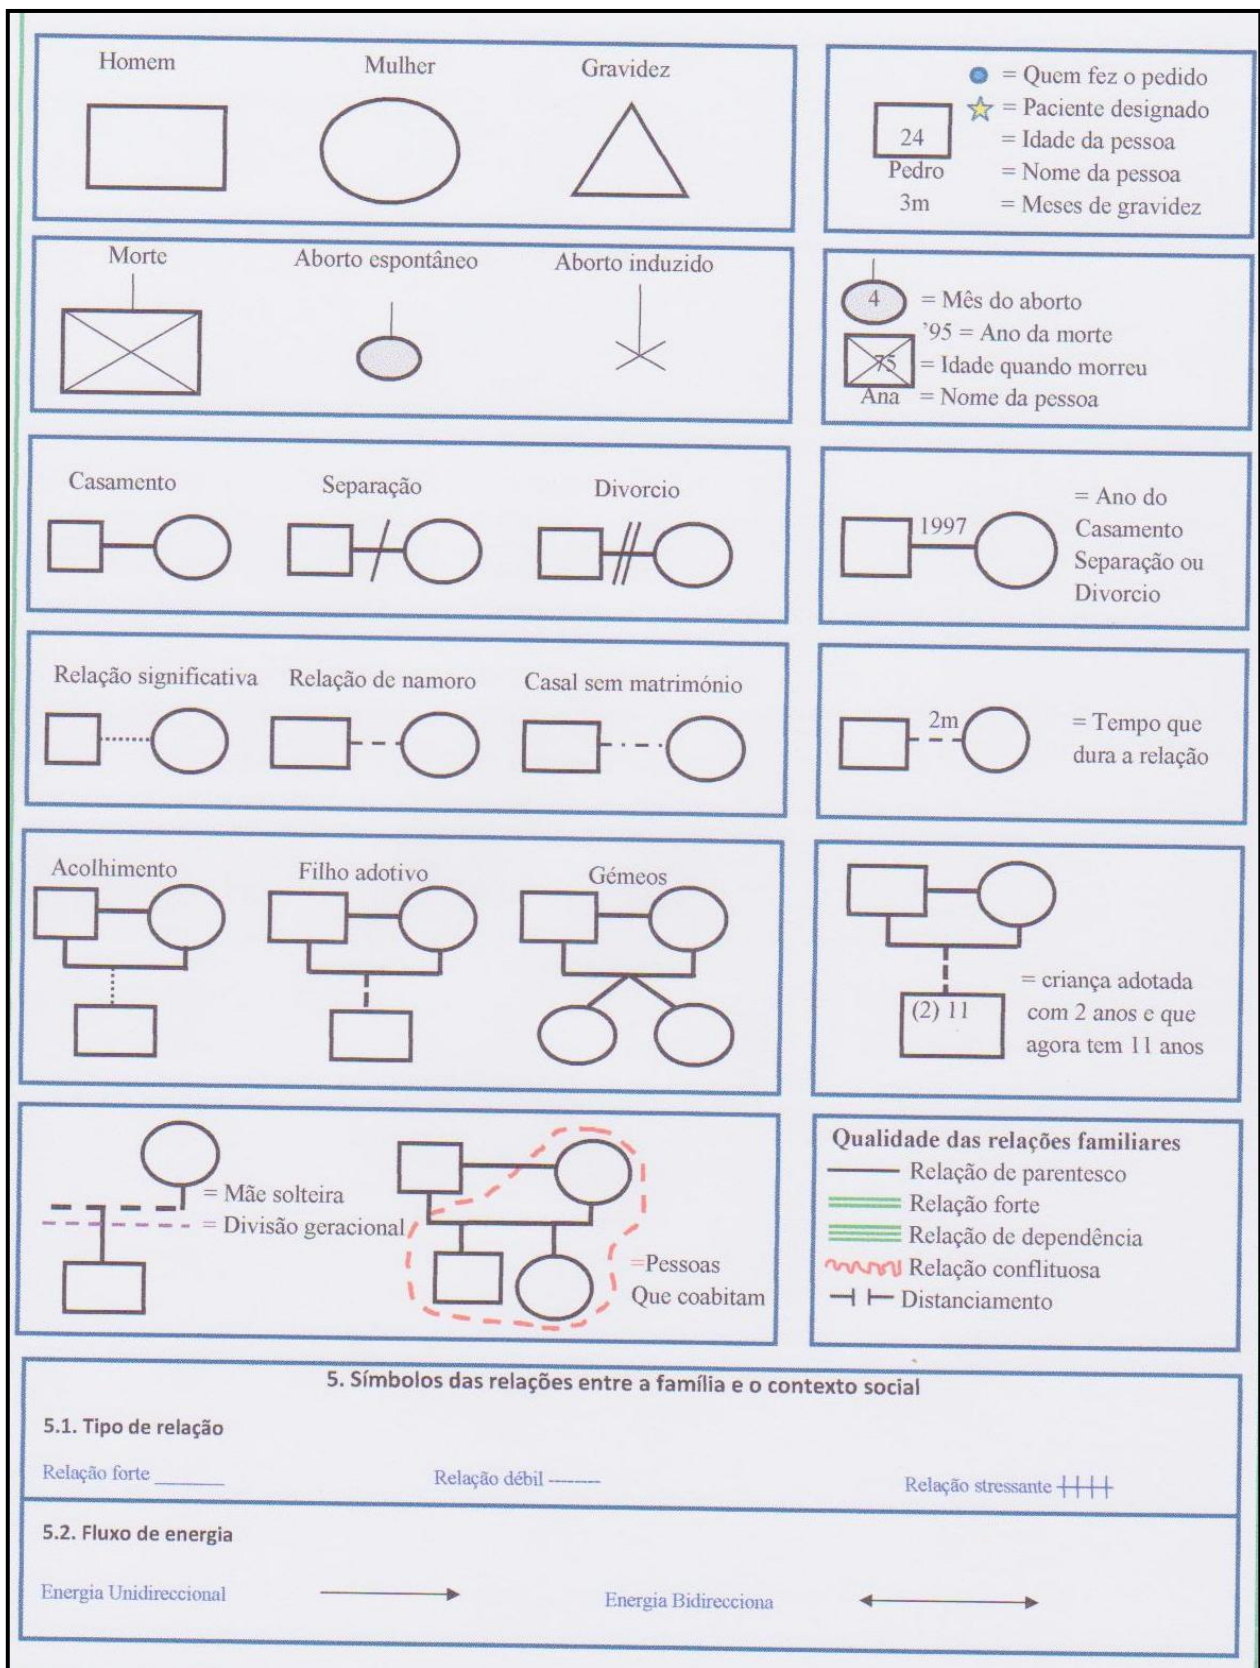 Homem Mulher Gravidez
= Quem fez o pedido
= Paciente designado
24 = Idade da pessoa
Pedro = Nome da pessoa
3m = Meses de gravidez
Morte Aborto espontâneo Aborto induzido
4 = Mês do aborto
'95 = Ano da morte
75 = Idade quando morreu
Ana = Nome da pessoa
Casamento Separação Divorcio
1997 = Ano do
Casamento
Separação ou
Divorcio
Relação significativa Relação de namoro Casal sem matrimónio
2m = Tempo que
dura a relação
Acolhimento Filho adotivo Gémeos
(2) 11 = criança adotada
com 2 anos e que
agora tem 11 anos
= Mãe solteira
= Divisão geracional
=Pessoas
Que coabitam
Qualidade das relações familiares
Relação de parentesco
Relação forte
Relação de dependência
Relação conflituosa
Distanciamento
5. Símbolos das relações entre a família e o contexto social
5.1. Tipo de relação
Relação forte _______ Relação débil -------- Relação stressante
5.2. Fluxo de energia
Energia Unidireccional Energia Bidirecciona